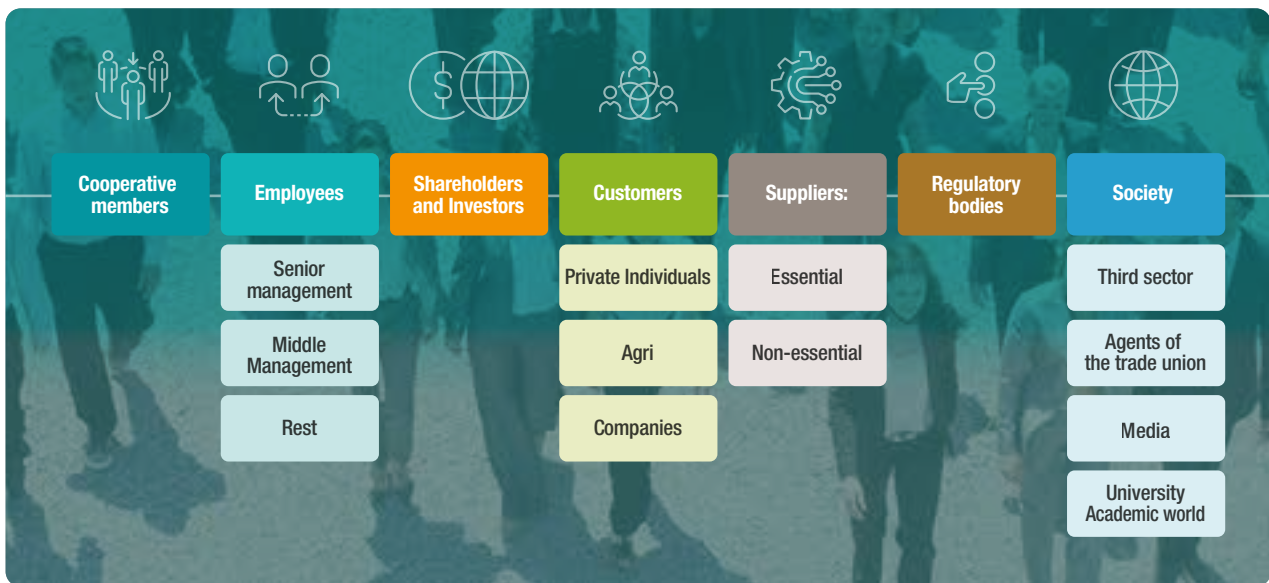 Cooperative
members
Employees
Senior
management
Middle
Management
Rest
Shareholders
and Investors
Customers
Private Individuals
Agri
Companies
Suppliers:
Essential
Non-essential
Regulatory
bodies
Society
Third sector
Agents of
the trade union
Media
University
Academic world